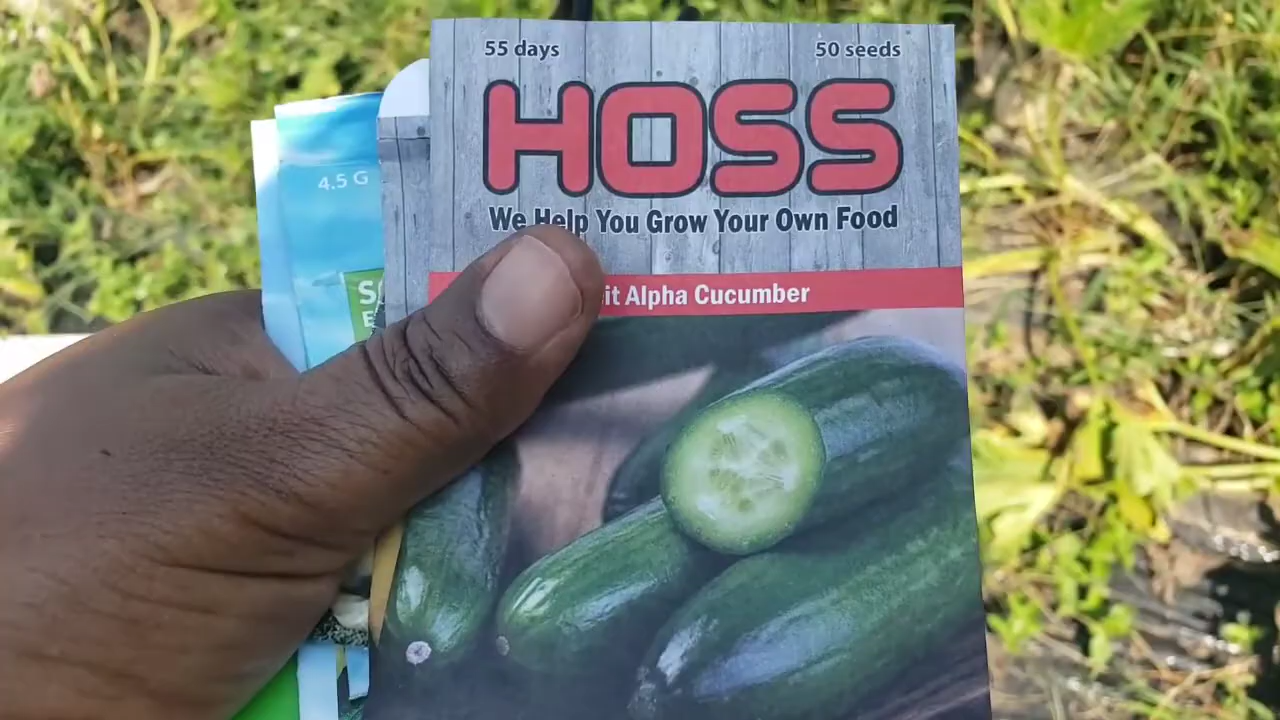 55 days
50 seeds
HOSS
We Help You Grow Your Own Food
Alpha Cucumber
4.5 G